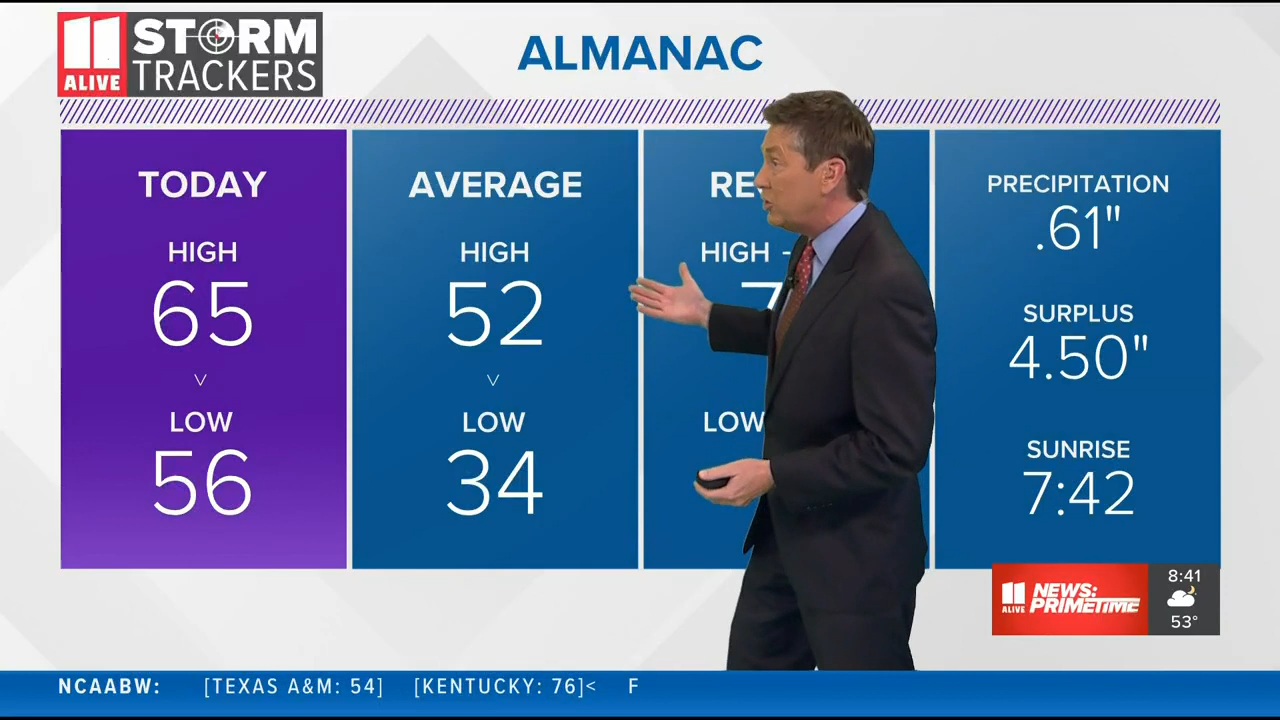 11 ALIVE
STORM
TRACKERS
ALMANAC
TODAY
HIGH
65
LOW
56
AVERAGE
HIGH
52
LOW
34
HIGH -
LOW
PRECIPITATION
.61"
SURPLUS
4.50"
SUNRISE
7:42
11 ALIVE
NEWS:
PRIMETIME
8:41
53°
NCAABW: [TEXAS A&M: 54] [KENTUCKY: 76]< F